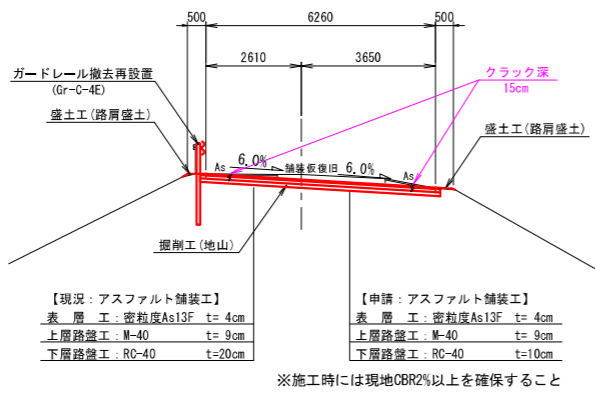 500 6260 500
2610 3650
ガードレール撤去再設置
(Gr-C-4E)
クラック深
15cm
盛土工(路肩盛土)
盛土工(路肩盛土)
As 6.0% 舗装仮復旧 6.0% As
掘削工(地山)
【現況:アスファルト舗装工】
表 層 工:密粒度As13F t= 4cm
上層路盤工:M-40 t= 9cm
下層路盤工:RC-40 t=20cm
【申請:アスファルト舗装工】
表 層 工:密粒度As13F t= 4cm
上層路盤工:M-40 t= 9cm
下層路盤工:RC-40 t=10cm
※施工時には現地CBR2%以上を確保すること